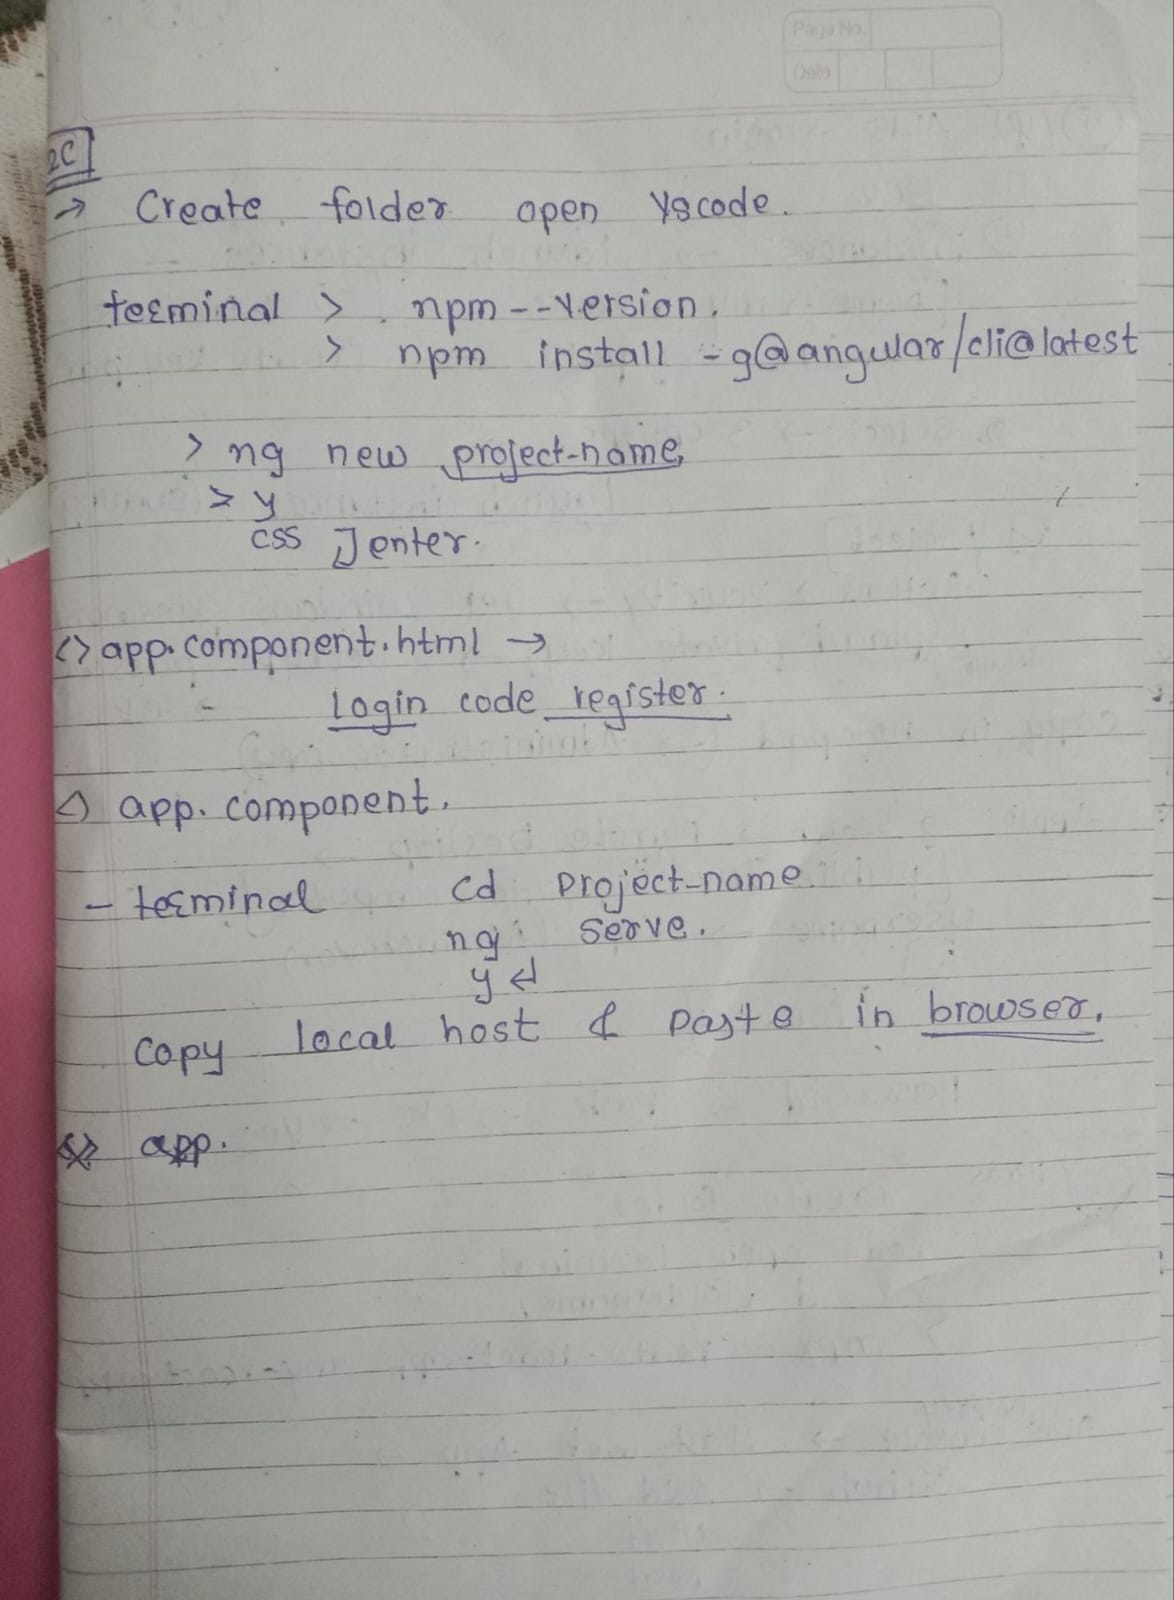 Page No.
Date
2C
→ Create folder open Vscode.
terminal > npm --version.
> npm install -g@angular/cli@latest
> ng new project-name
> y
css enter.
<> app.component.html →
Login code register.
<> app.component.
- terminal cd project-name.
ng serve.
y ↵
copy local host & paste in browser.
app.